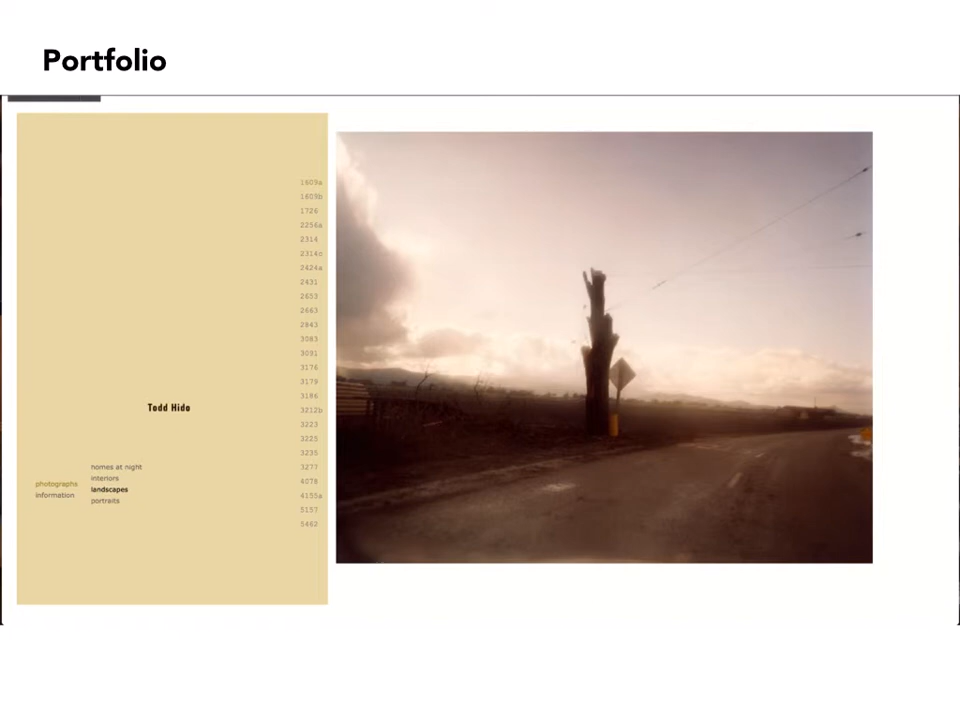 Portfolio
1609a
1609b
1726
2256a
2314
2314c
2424a
2431
2653
2663
2843
3083
3091
3176
3179
3186
Todd Hido
3212b
3223
3225
3235
homes at night
3277
interiors
photographs
4078
landscapes
information
4155a
portraits
5157
5462